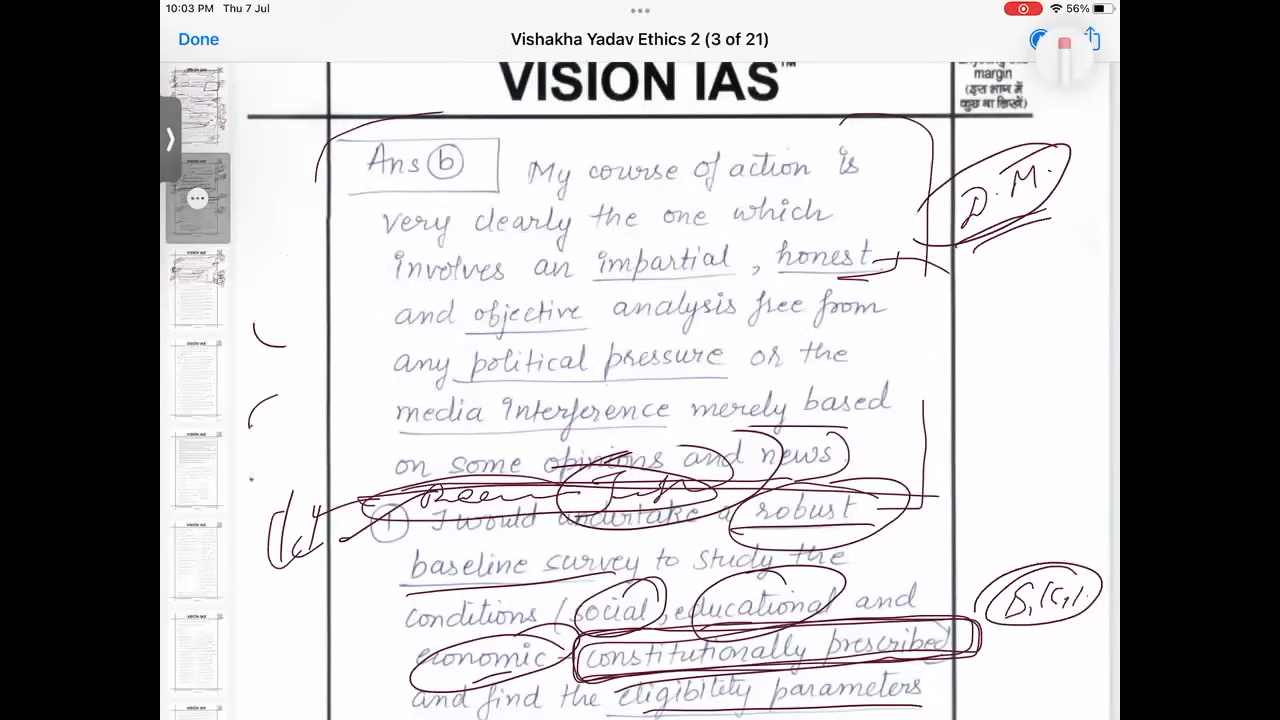 10:03 PM Thu 7 Jul
56%
Done
Vishakha Yadav Ethics 2 (3 of 21)
VISION IAS™
margin
(इस भाग में
कुछ ना लिखें)
Ans (b) My course of action is
very clearly the one which
involves an impartial, honest
and objective analysis free from
any political pressure or the
media interference merely based
on some opinions and news
D.M.
① I would undertake a robust
baseline survey to study the
conditions (social, educational and
economic) constitutionally prescribed
and find the eligibility parameters